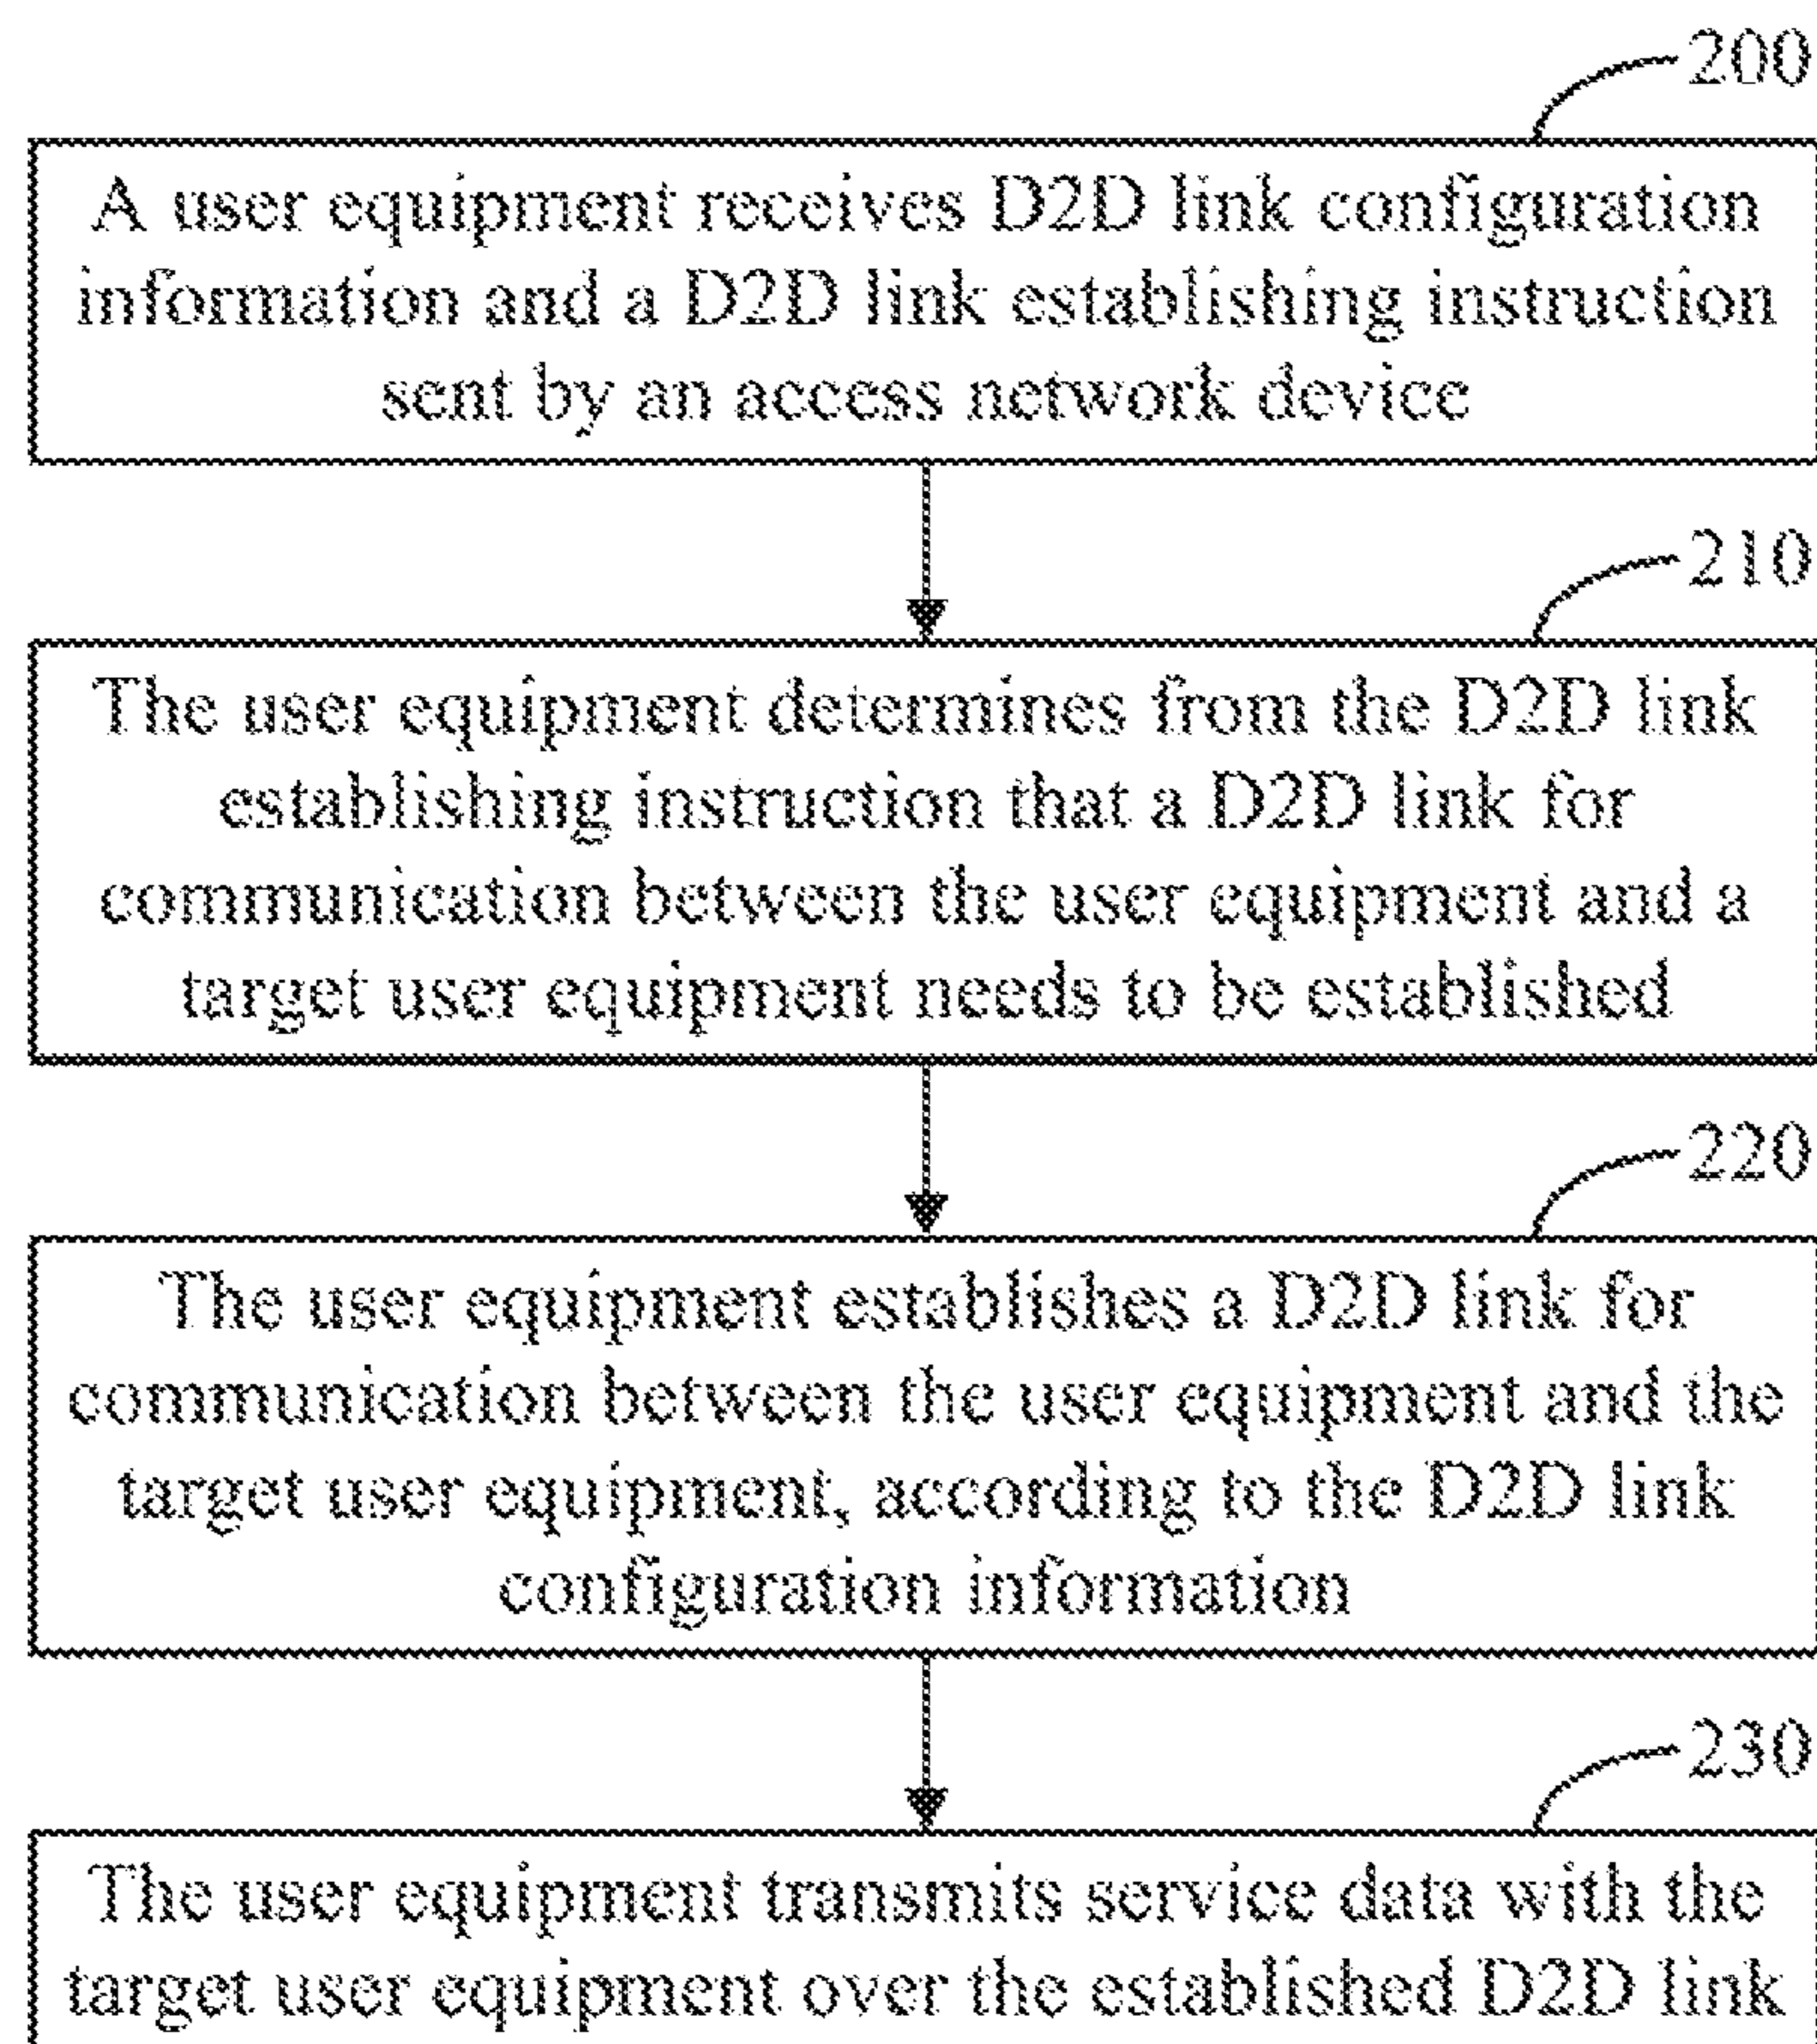 200
A user equipment receives D2D link configuration
information and a D2D link establishing instruction
sent by an access network device
210
The user equipment determines from the D2D link
establishing instruction that a D2D link for
communication between the user equipment and a
target user equipment needs to be established
220
The user equipment establishes a D2D link for
communication between the user equipment and the
target user equipment, according to the D2D link
configuration information
230
The user equipment transmits service data with the
target user equipment over the established D2D link